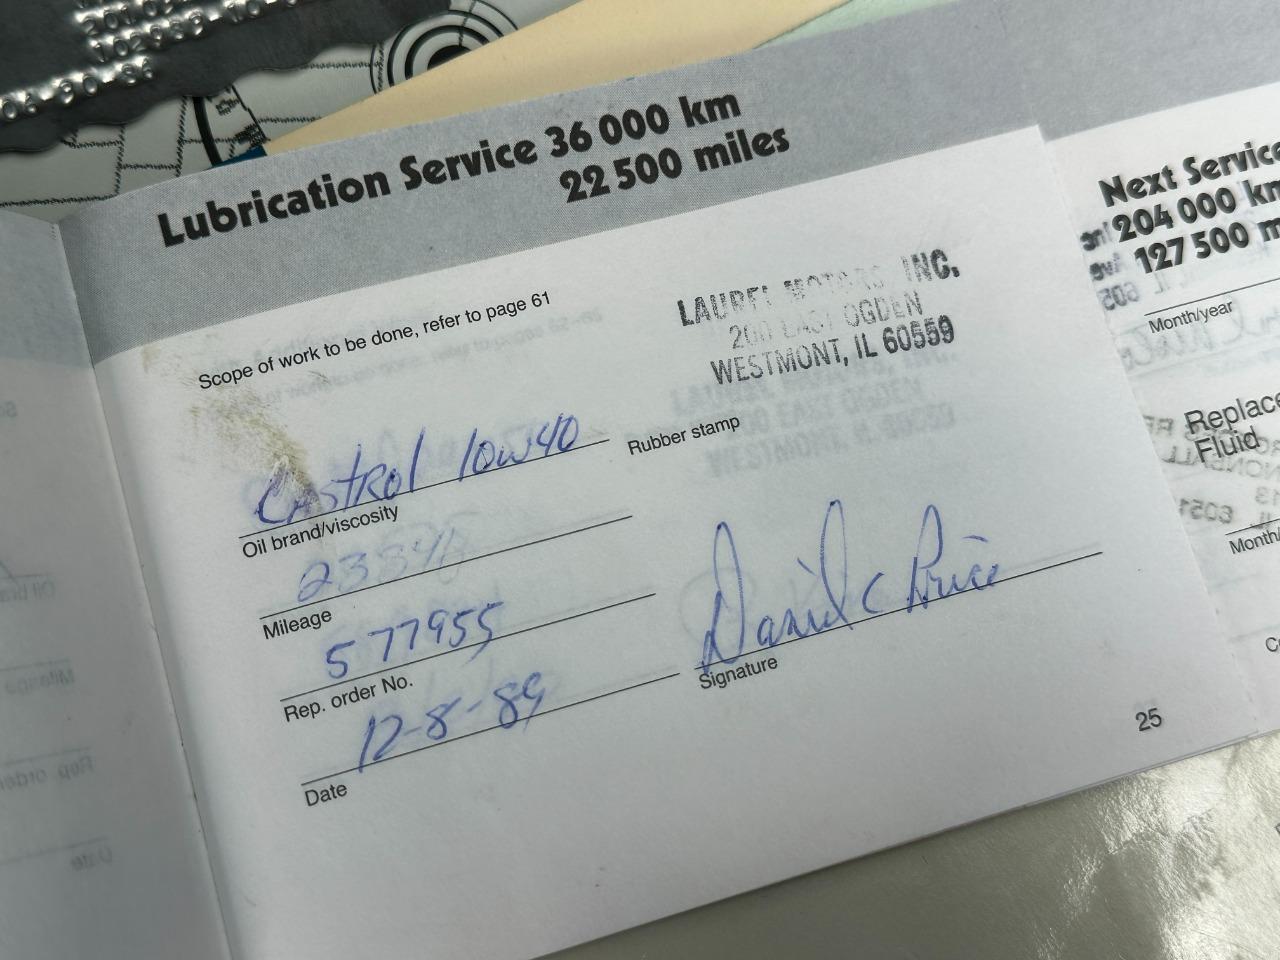 Lubrication Service 36 000 km
22 500 miles
Scope of work to be done, refer to page 61
LAUREL MOTORS, INC.
200 EAST OGDEN
WESTMONT, IL 60559
Rubber stamp
Castrol 10w40
Oil brand/viscosity
Mileage
577955
Rep. order No.
12-8-89
Date
David C Price
Signature
25
Next Service
204 000 km
127 500 m
Month/year
Replace
Fluid
Month/